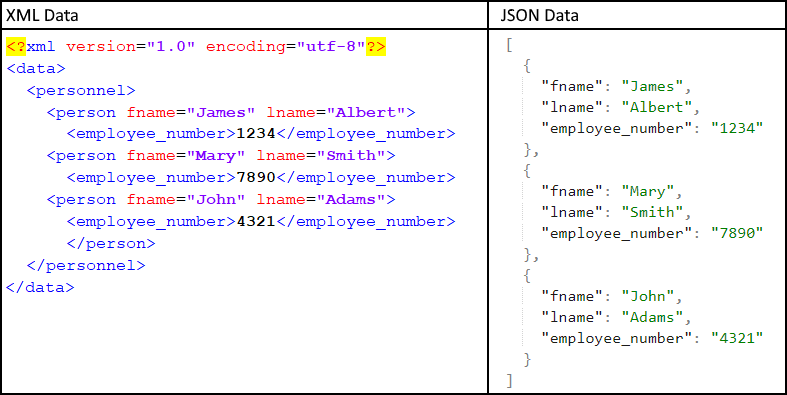 XML Data
<?xml version="1.0" encoding="utf-8"?>
<data>
  <personnel>
    <person fname="James" lname="Albert">
      <employee_number>1234</employee_number>
    <person fname="Mary" lname="Smith">
      <employee_number>7890</employee_number>
    <person fname="John" lname="Adams">
      <employee_number>4321</employee_number>
      </person>
  </personnel>
</data>
JSON Data
[
  {
    "fname": "James",
    "lname": "Albert",
    "employee_number": "1234"
  },
  {
    "fname": "Mary",
    "lname": "Smith",
    "employee_number": "7890"
  },
  {
    "fname": "John",
    "lname": "Adams",
    "employee_number": "4321"
  }
]